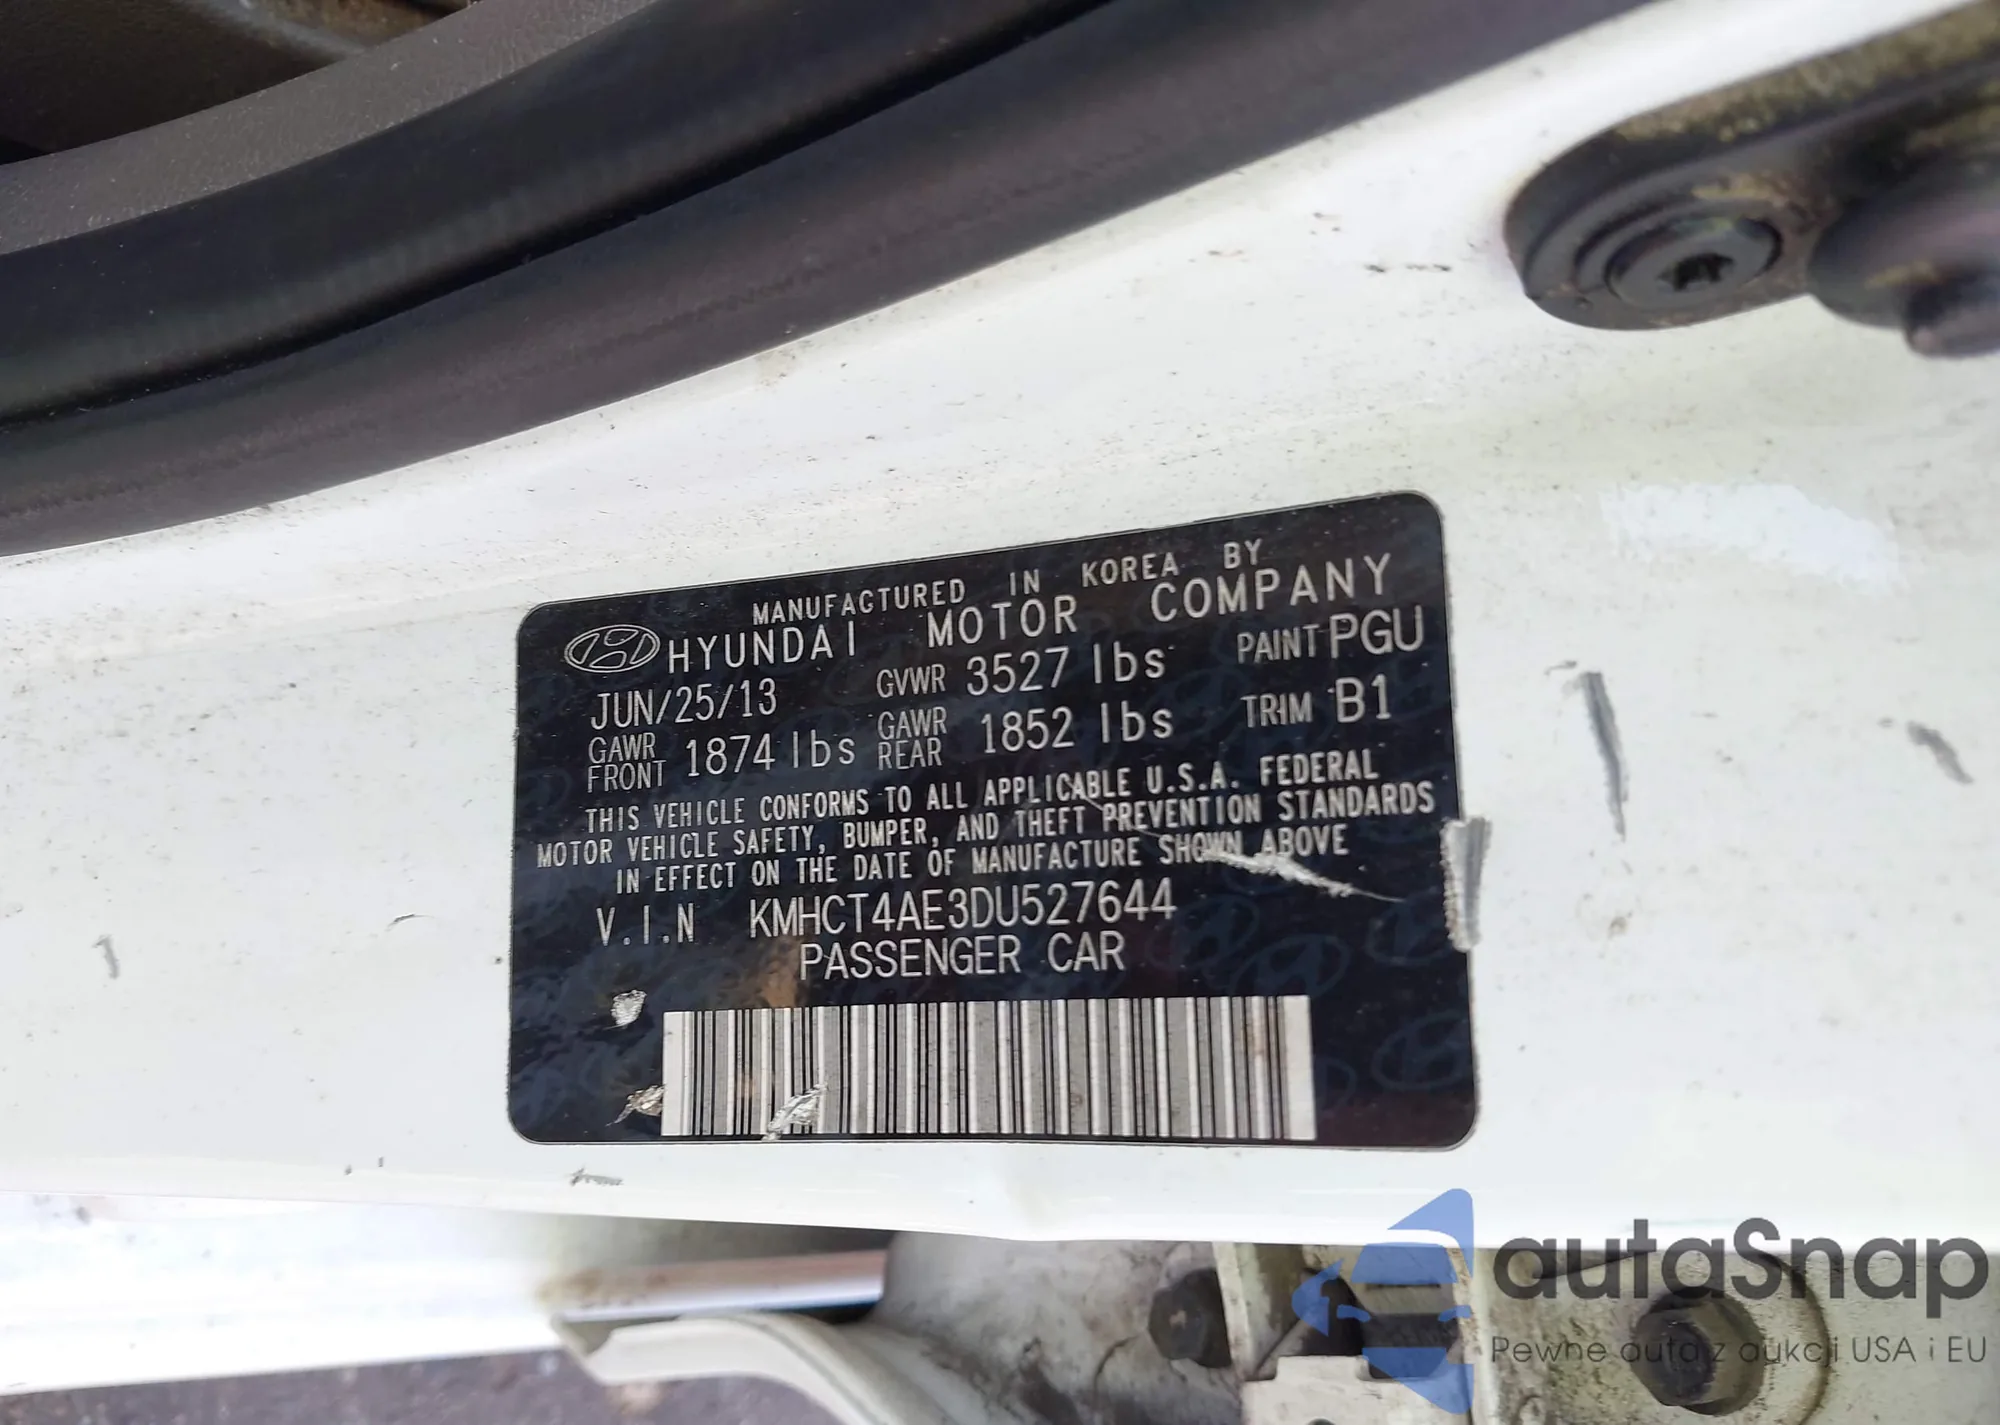 MANUFACTURED IN KOREA BY
HYUNDAI MOTOR COMPANY
JUN/25/13 GVWR 3527 lbs PAINT PGU
GAWR FRONT 1874 lbs GAWR REAR 1852 lbs TRIM B1
THIS VEHICLE CONFORMS TO ALL APPLICABLE U.S.A. FEDERAL
MOTOR VEHICLE SAFETY, BUMPER, AND THEFT PREVENTION STANDARDS
IN EFFECT ON THE DATE OF MANUFACTURE SHOWN ABOVE
V.I.N KMHCT4AE3DU527644
PASSENGER CAR
autaSnap
Pewne auta z aukcji USA i EU